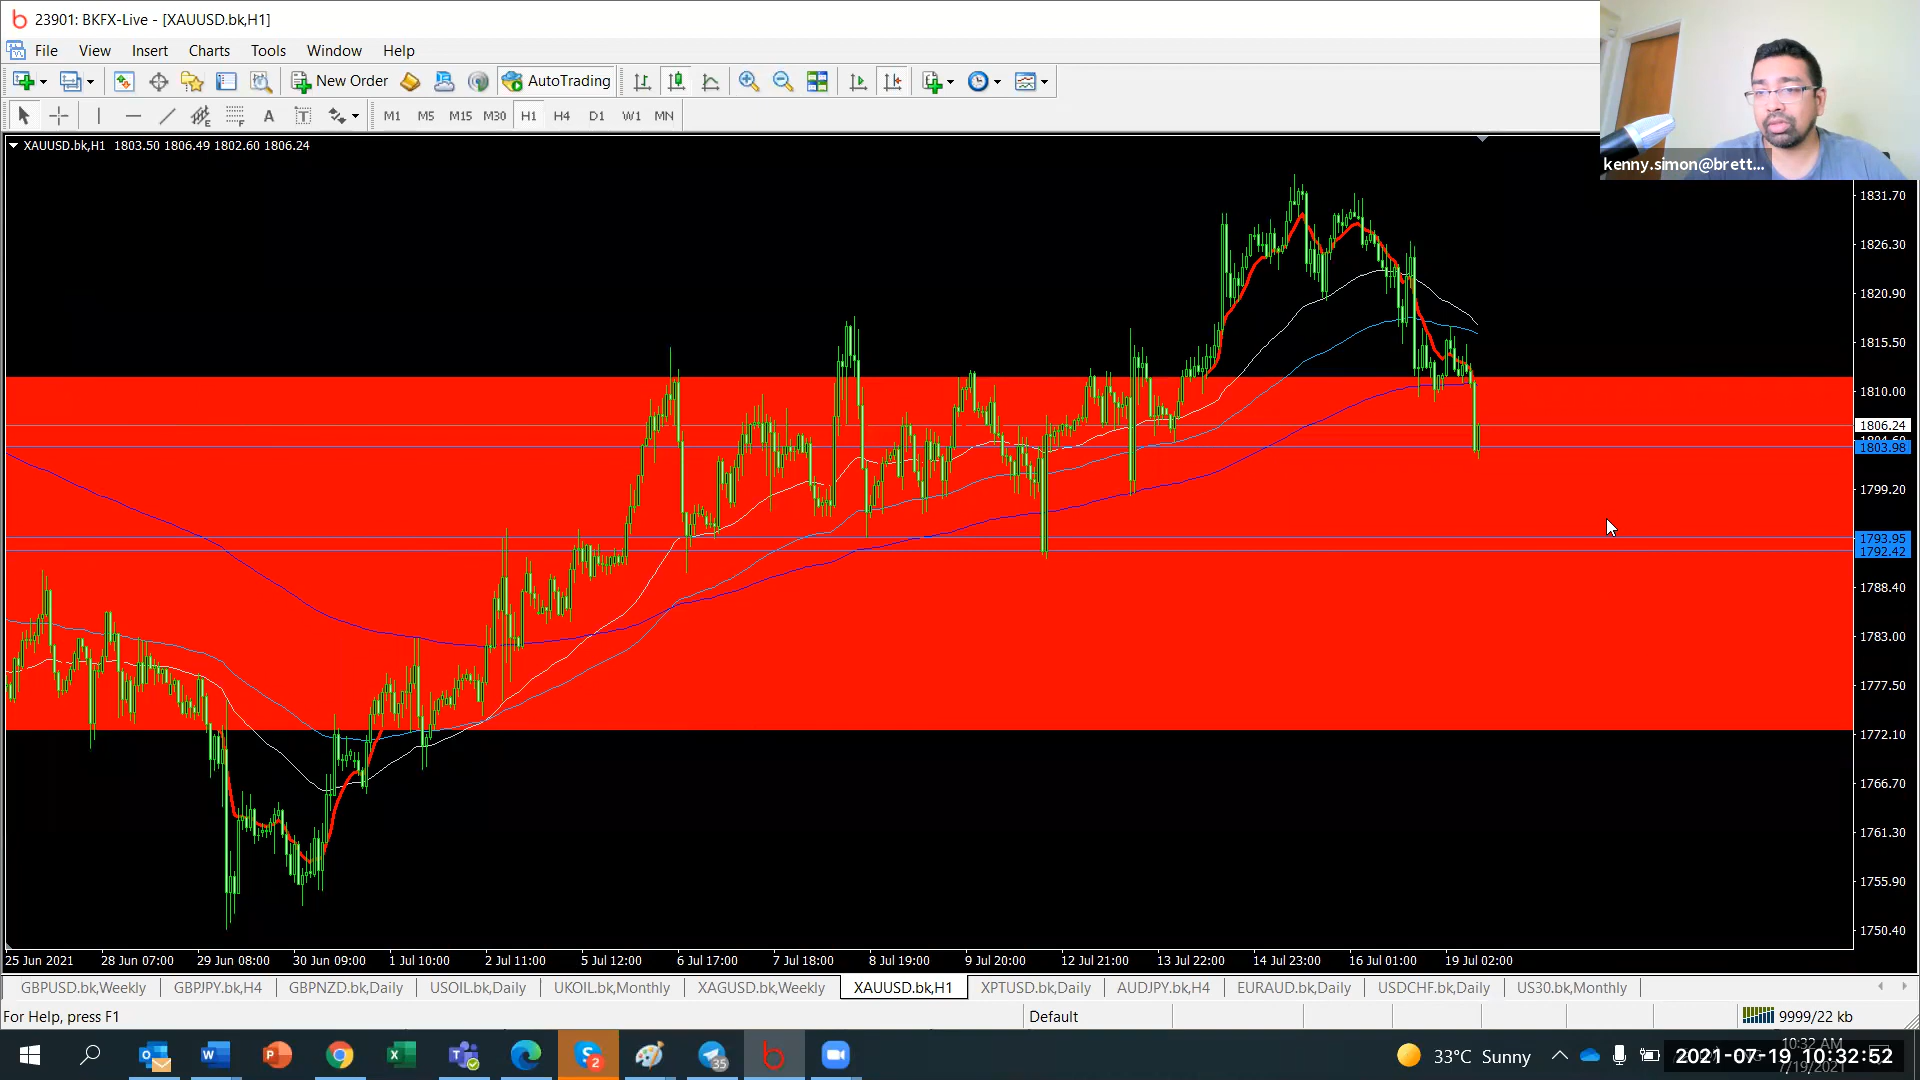 23901: BKFX-Live - [XAUUSD.bk,H1]
File View Insert Charts Tools Window Help
New Order AutoTrading
A T M1 M5 M15 M30 H1 H4 D1 W1 MN
XAUUSD.bk,H1 1803.50 1806.49 1802.60 1806.24
kenny.simon@brett...
1831.70
1826.30
1820.90
1815.50
1810.00
1806.24
1803.98
1799.20
1793.95
1792.42
1788.40
1783.00
1777.50
1772.10
1766.70
1761.30
1755.90
1750.40
25 Jun 2021 28 Jun 07:00 29 Jun 08:00 30 Jun 09:00 1 Jul 10:00 2 Jul 11:00 5 Jul 12:00 6 Jul 17:00 7 Jul 18:00 8 Jul 19:00 9 Jul 20:00 12 Jul 21:00 13 Jul 22:00 14 Jul 23:00 16 Jul 01:00 19 Jul 02:00
GBPUSD.bk,Weekly GBPJPY.bk,H4 GBPNZD.bk,Daily USOIL.bk,Daily UKOIL.bk,Monthly XAGUSD.bk,Weekly XAUUSD.bk,H1 XPTUSD.bk,Daily AUDJPY.bk,H4 EURAUD.bk,Daily USDCHF.bk,Daily US30.bk,Monthly
For Help, press F1 Default 9999/22 kb
2 35 33°C Sunny
10:32 AM
2021-07-19 10:32:52
7/19/2021